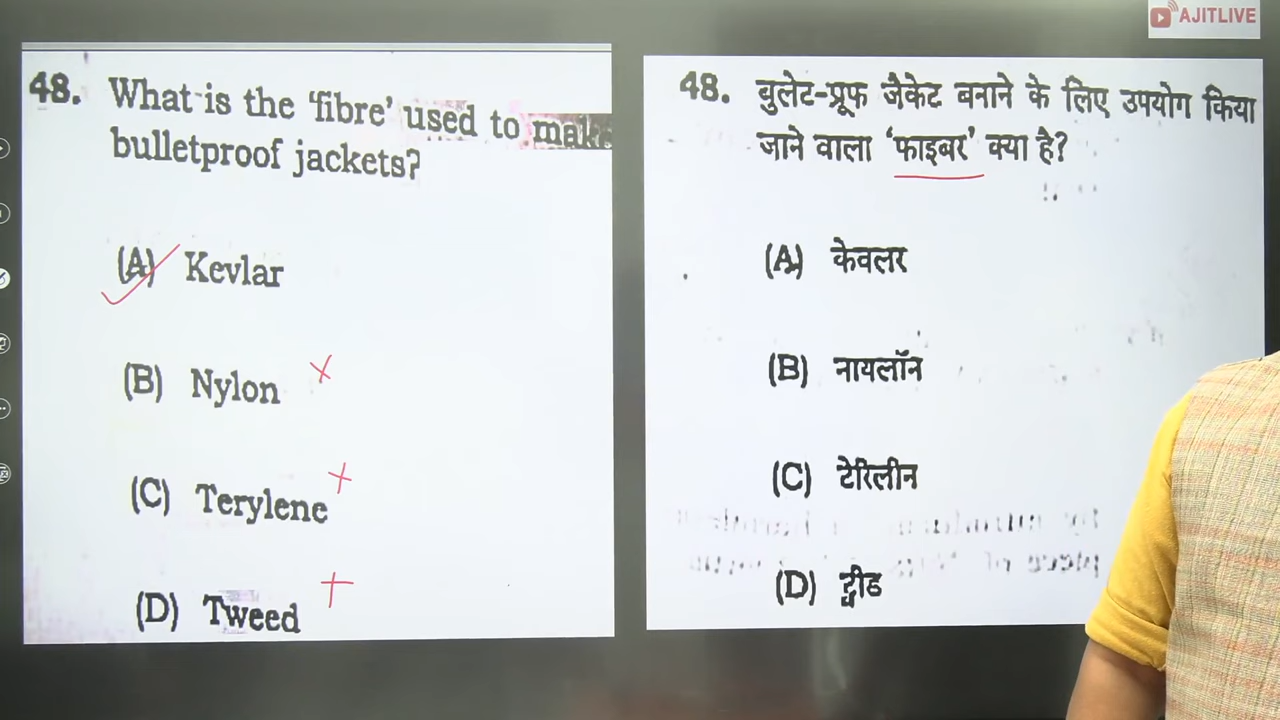 AJITLIVE
48. What is the ‘fibre’ used to make
bulletproof jackets?
(A) Kevlar
(B) Nylon
(C) Terylene
(D) Tweed
48. बुलेट-प्रूफ जैकेट बनाने के लिए उपयोग किया
जाने वाला ‘फाइबर’ क्या है?
(A) केवलर
(B) नायलॉन
(C) टेरिलीन
(D) ट्वीड